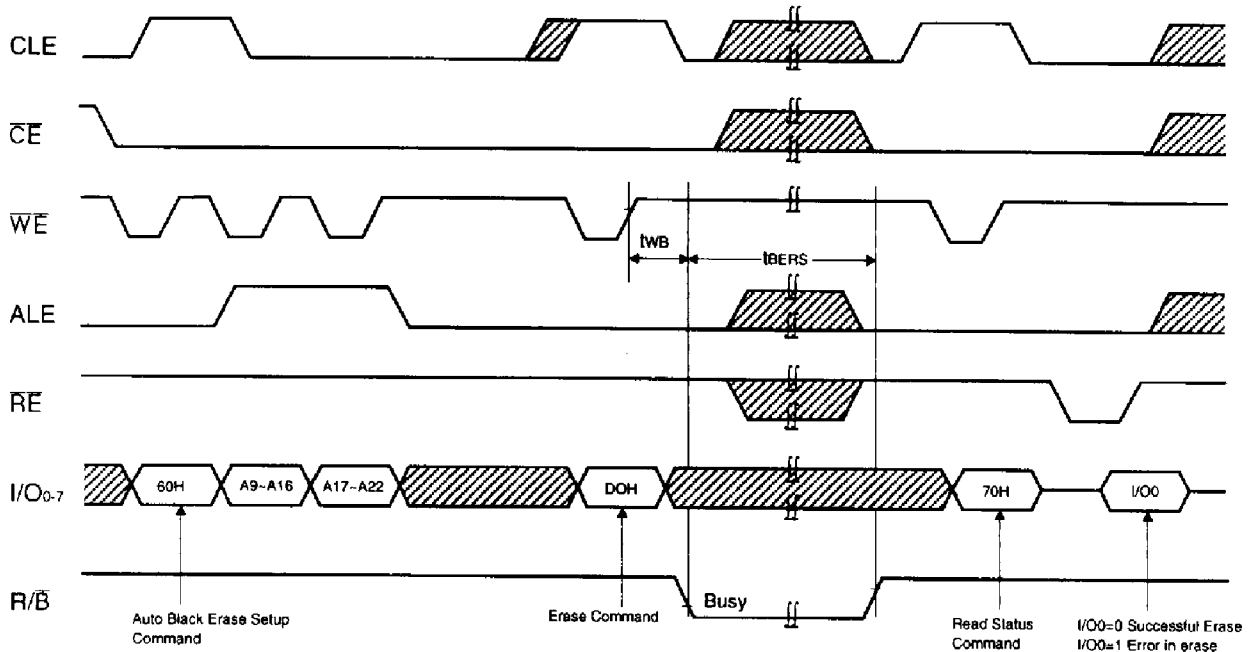 CLE
CE
WE
tWB
tBERS
ALE
RE
I/O0-7
60H
A9~A16
A17~A22
DOH
70H
I/O0
R/B
Busy
Auto Black Erase Setup
Command
Erase Command
Read Status
Command
I/O0=0 Successful Erase
I/O0=1 Error in erase